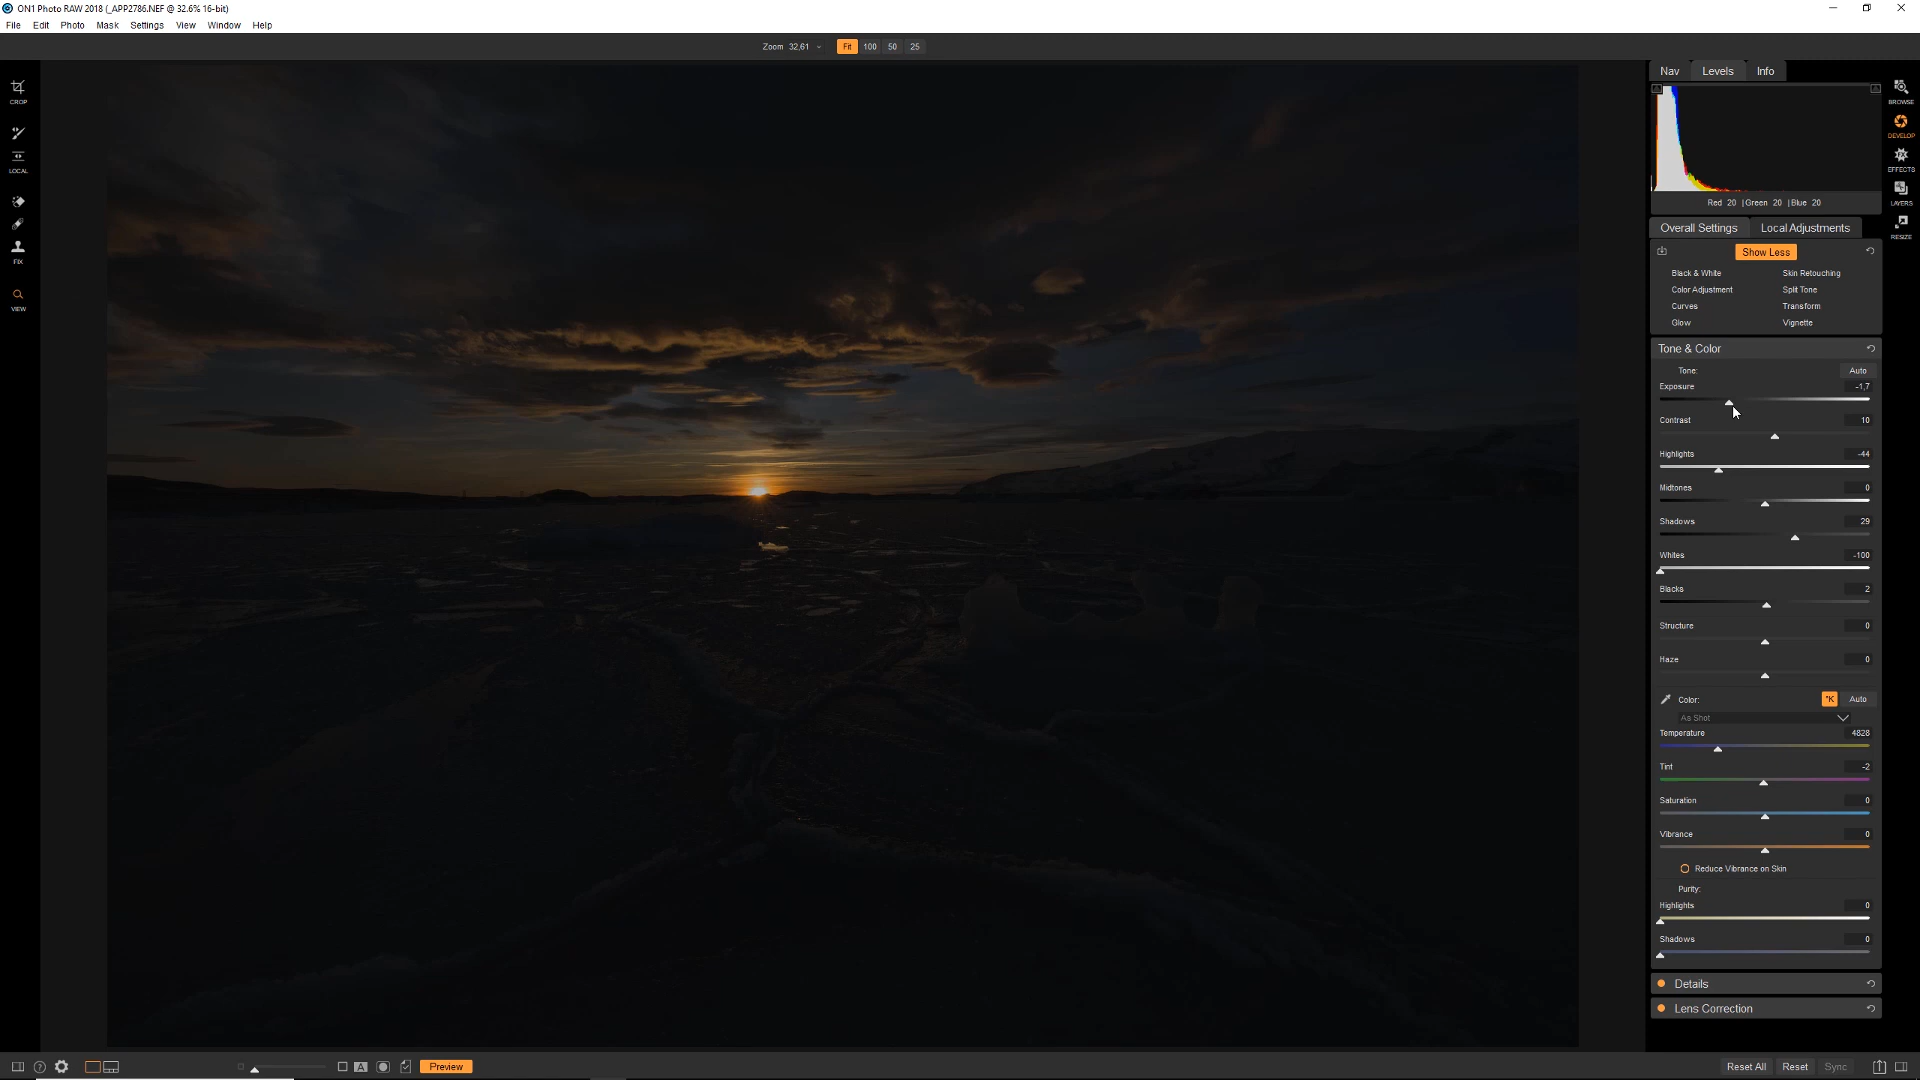 ON1 Photo RAW 2018 (_APP2786.NEF @ 32.6% 16-bit)
File Edit Photo Mask Settings View Window Help
Zoom 32,61 Fit 100 50 25
CROP
LOCAL
FIX
VIEW
Nav Levels Info
BROWSE
DEVELOP
EFFECTS
LAYERS
RESIZE
Red 20 |Green 20 |Blue 20
Overall Settings Local Adjustments
Show Less
Black & White Skin Retouching
Color Adjustment Split Tone
Curves Transform
Glow Vignette
Tone & Color
Tone: Auto
Exposure -1,7
Contrast 10
Highlights -44
Midtones 0
Shadows 29
Whites -100
Blacks 2
Structure 0
Haze 0
Color: °K Auto
As Shot
Temperature 4828
Tint -2
Saturation 0
Vibrance 0
Reduce Vibrance on Skin
Purity:
Highlights 0
Shadows 0
Details
Lens Correction
? A Preview
Reset All Reset Sync